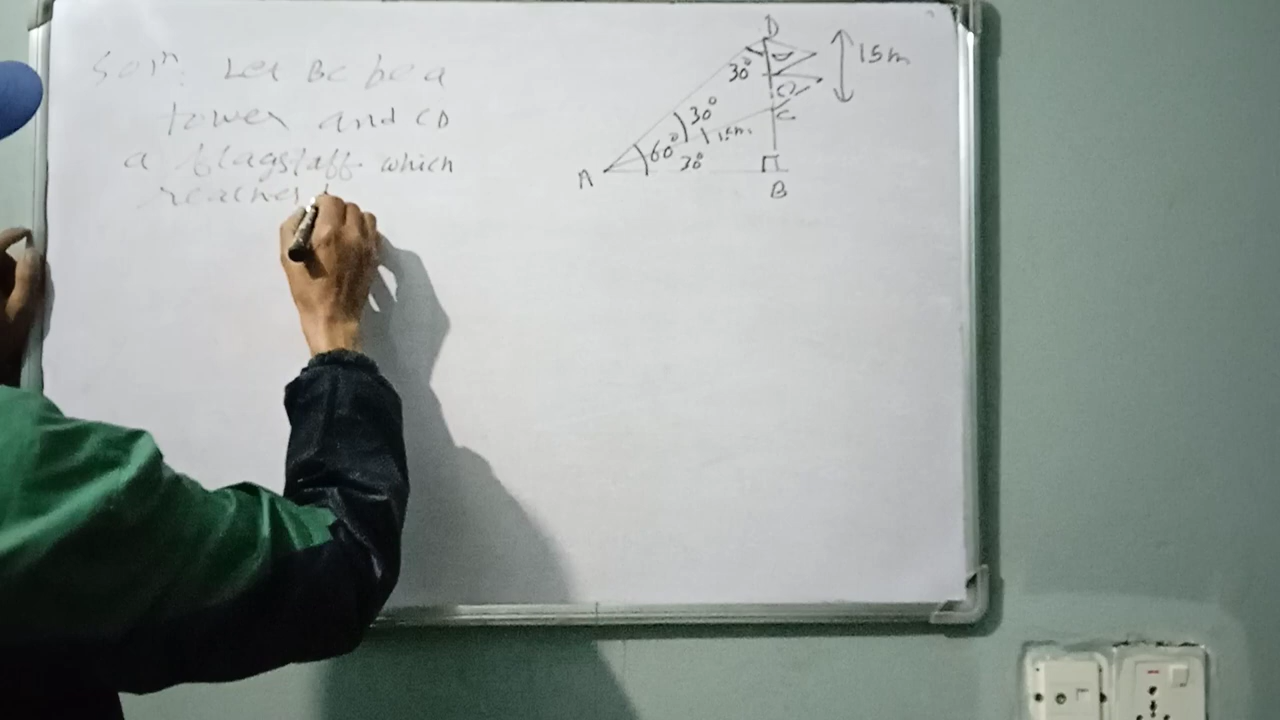 Solⁿ: Let BC be a
tower and CD
a flagstaff which
reaches
D
15m
30°
30°
C
15m
60°
30°
A
B